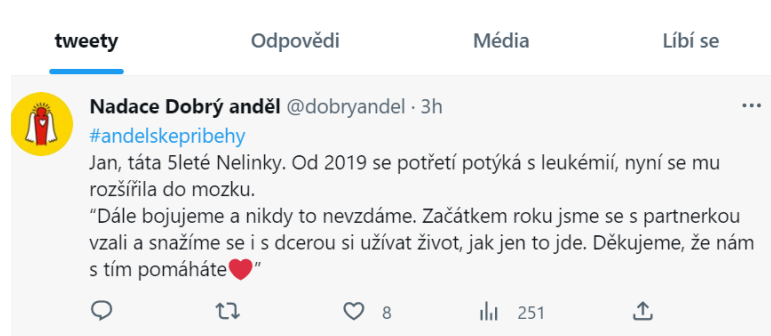 tweety Odpovědi Média Líbí se
Nadace Dobrý anděl @dobryandel · 3h
#andelskepribehy
Jan, táta 5leté Nelinky. Od 2019 se potřetí potýká s leukémií, nyní se mu
rozšířila do mozku.
“Dále bojujeme a nikdy to nevzdáme. Začátkem roku jsme se s partnerkou
vzali a snažíme se i s dcerou si užívat život, jak jen to jde. Děkujeme, že nám
s tím pomáháte❤️”
8 251